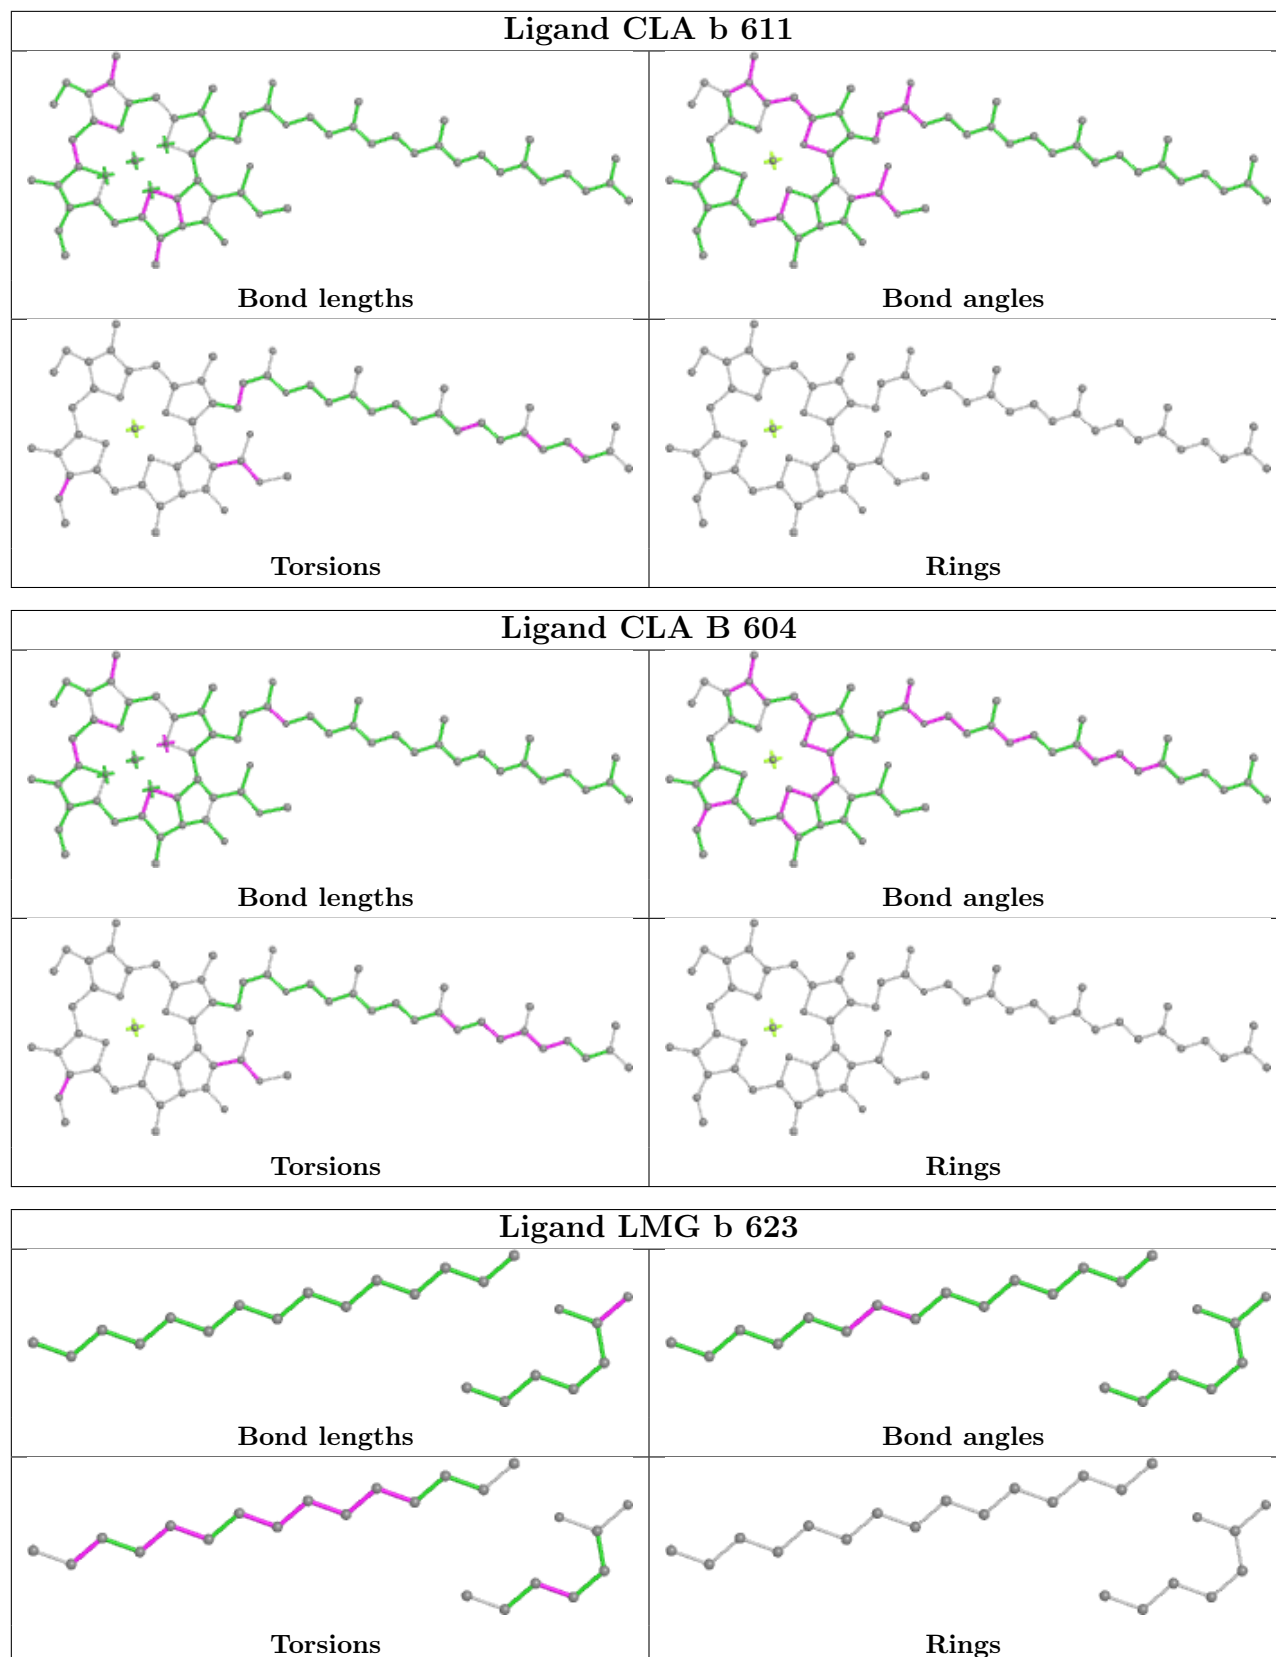 Ligand CLA b 611
Bond lengths
Bond angles
Torsions
Rings
Ligand CLA B 604
Bond lengths
Bond angles
Torsions
Rings
Ligand LMG b 623
Bond lengths
Bond angles
Torsions
Rings